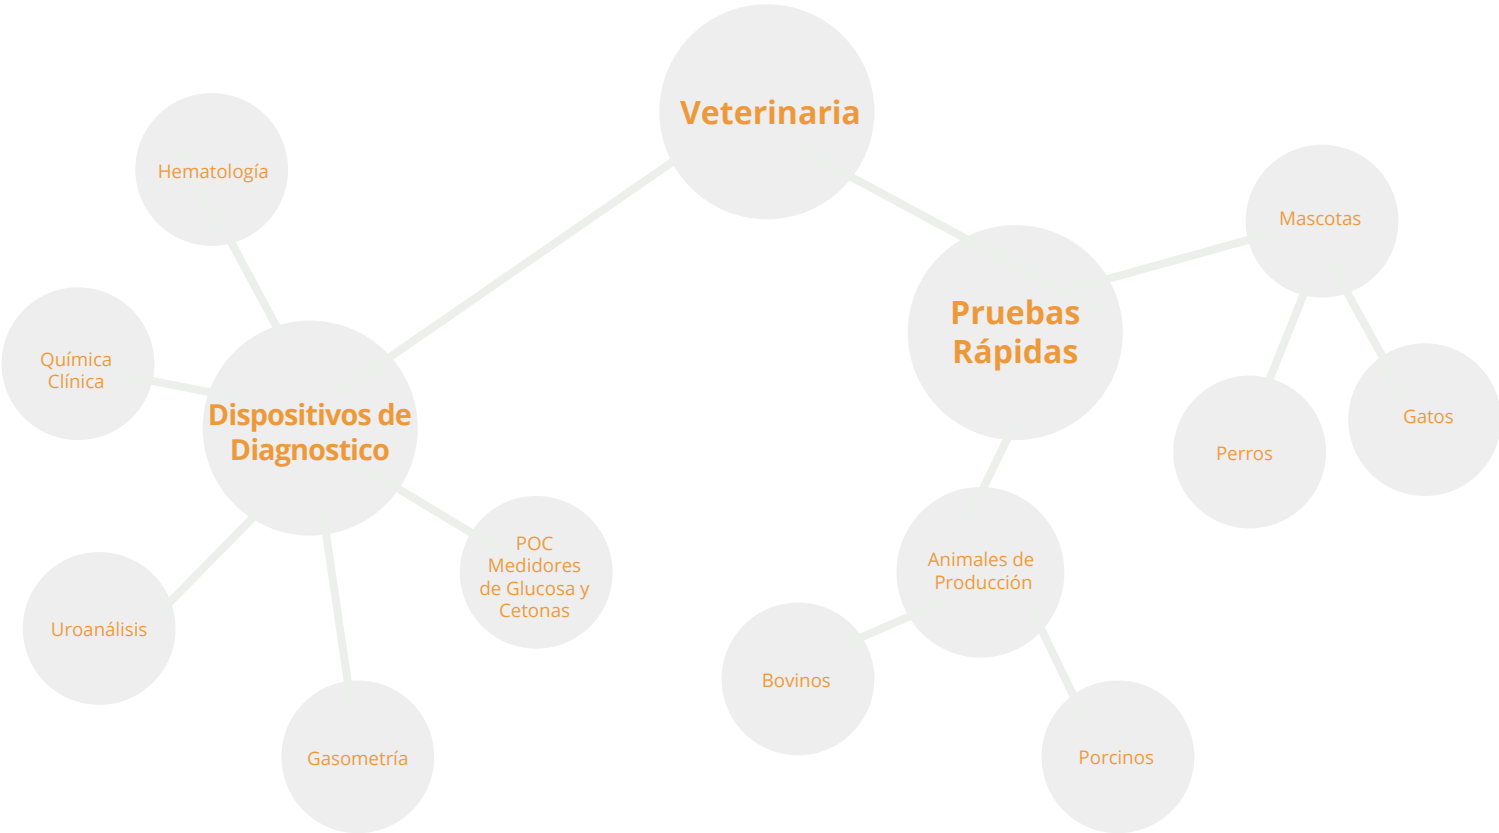 Veterinaria
Hematología
Mascotas
Pruebas
Rápidas
Química
Clínica
Dispositivos de
Diagnostico
Gatos
Perros
POC
Medidores
de Glucosa y
Cetonas
Animales de
Producción
Uroanálisis
Bovinos
Gasometría
Porcinos